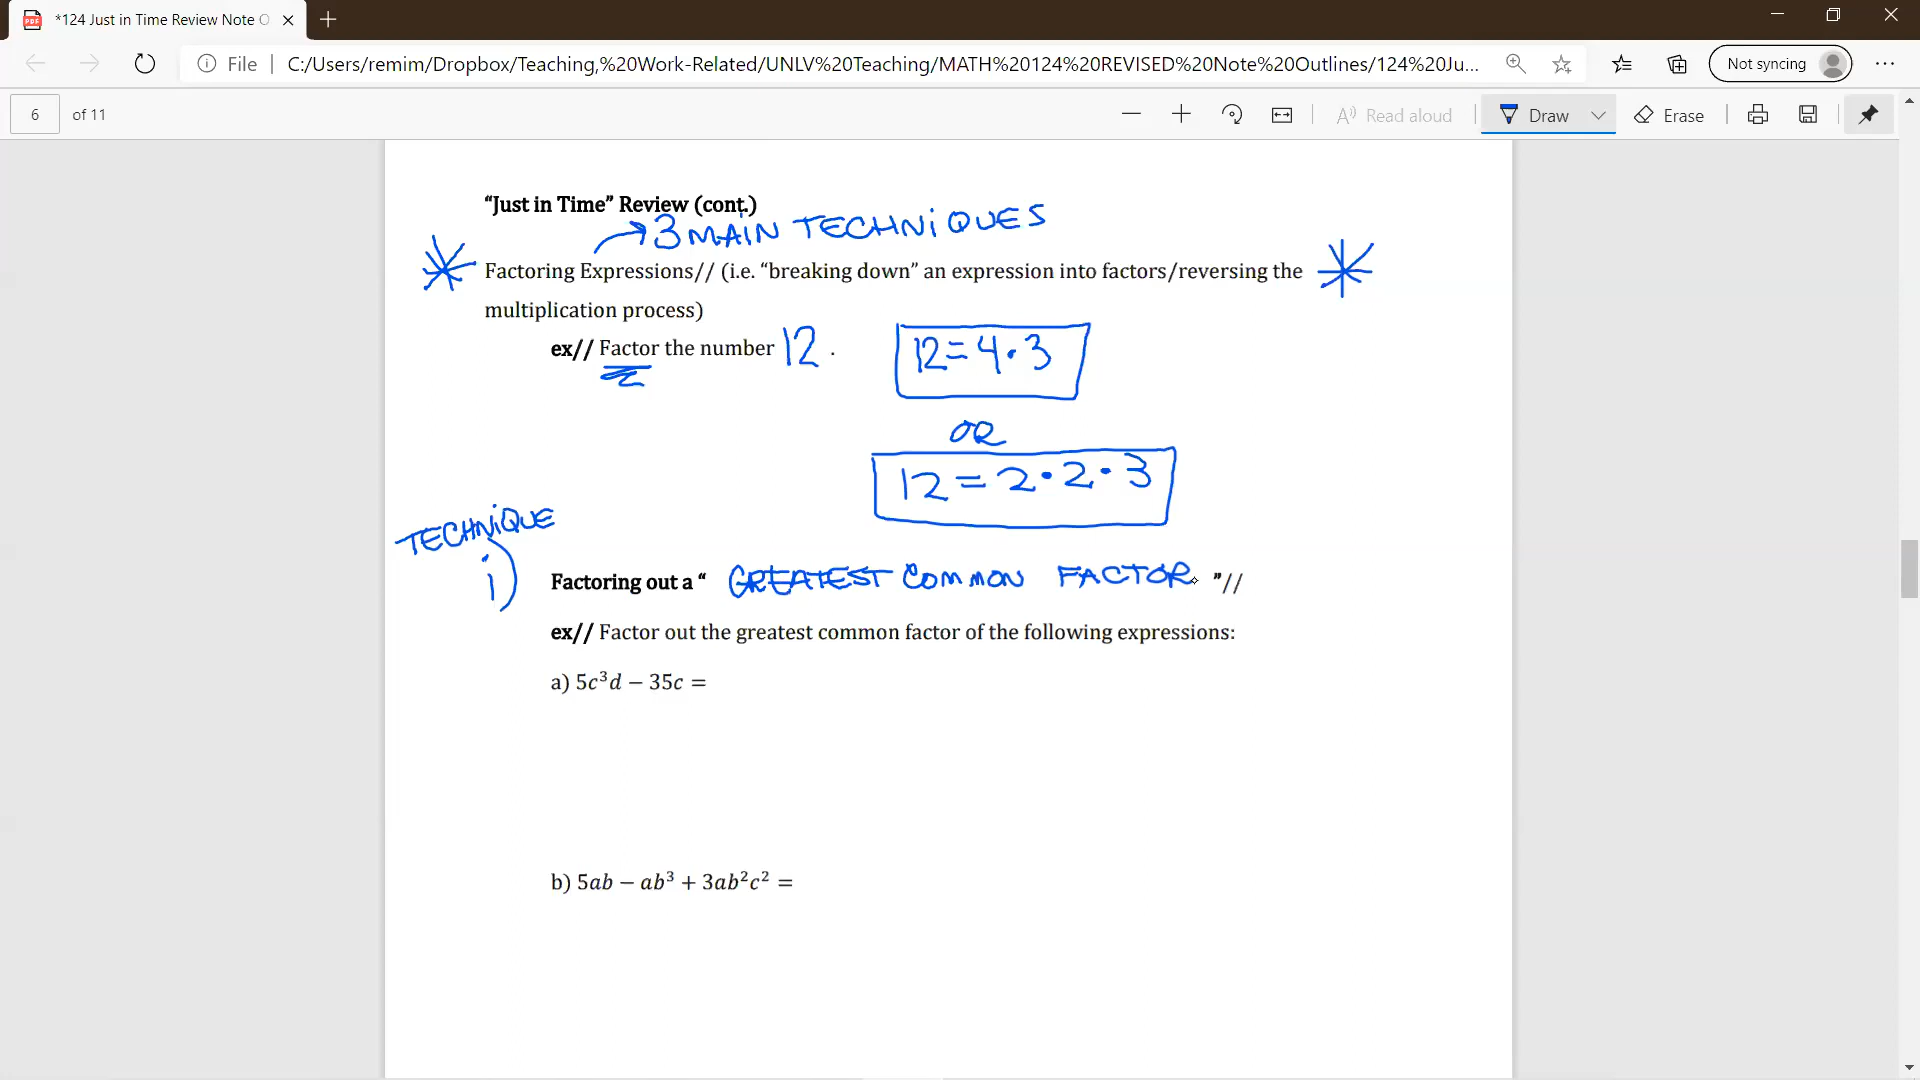 *124 Just in Time Review Note O
File | C:/Users/remim/Dropbox/Teaching,%20Work-Related/UNLV%20Teaching/MATH%20124%20REVISED%20Note%20Outlines/124%20Ju... Not syncing
6 of 11 Read aloud Draw Erase
“Just in Time” Review (cont.)
3 MAIN TECHNIQUES
Factoring Expressions// (i.e. “breaking down” an expression into factors/reversing the
multiplication process)
ex// Factor the number 12 . 12 = 4 · 3
OR
12 = 2 · 2 · 3
TECHNIQUE
i) Factoring out a “ GREATEST COMMON FACTOR ”//
ex// Factor out the greatest common factor of the following expressions:
a) 5c³d − 35c =
b) 5ab − ab³ + 3ab²c² =